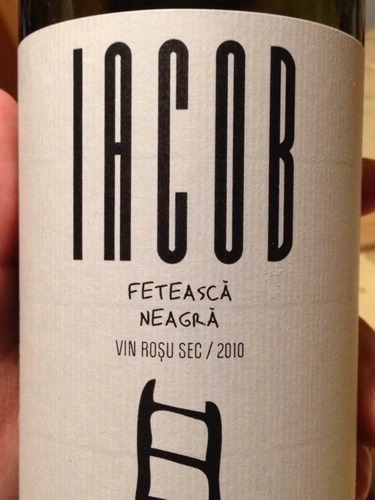 IACOB
FETEASCĂ
NEAGRĂ
VIN ROȘU SEC / 2010